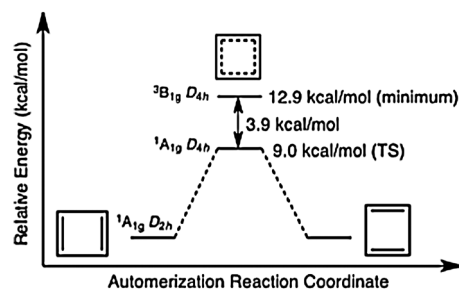 Relative Energy (kcal/mol)
³B₁g D₄h
12.9 kcal/mol (minimum)
3.9 kcal/mol
¹A₁g D₄h
9.0 kcal/mol (TS)
¹A₁g D₂h
Automerization Reaction Coordinate